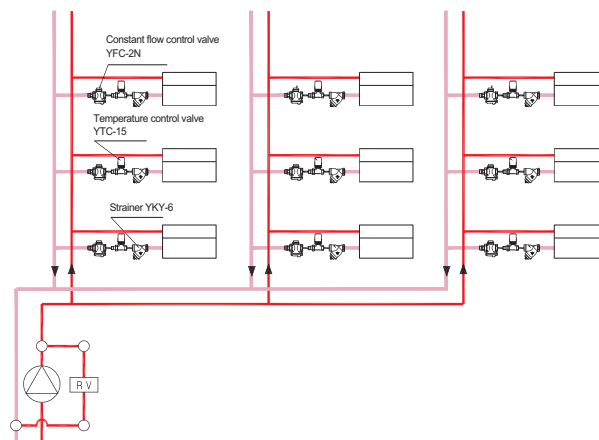 Constant flow control valve
YFC-2N
Temperature control valve
YTC-15
Strainer YKY-6
R V